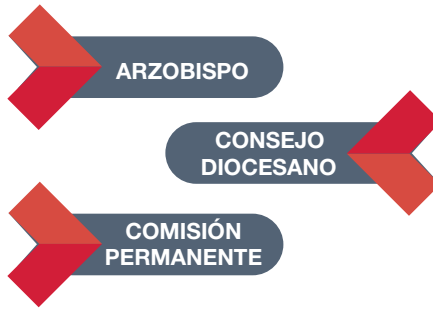 ARZOBISPO
CONSEJO
DIOCESANO
COMISIÓN
PERMANENTE